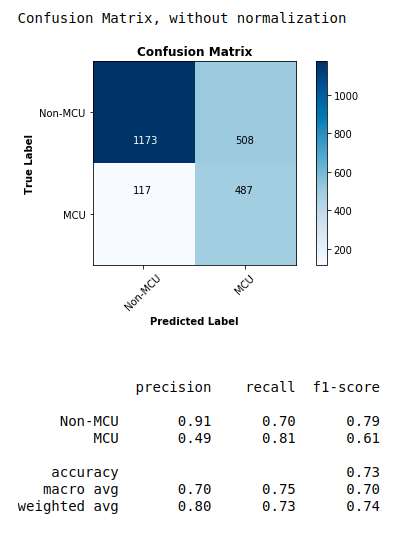 Confusion Matrix, without normalization
Confusion Matrix
Non-MCU
1173 508
1000
800
True Label
600
117 487
MCU
400
200
Non-MCU MCU
Predicted Label
precision recall f1-score
Non-MCU 0.91 0.70 0.79
MCU 0.49 0.81 0.61
accuracy 0.73
macro avg 0.70 0.75 0.70
weighted avg 0.80 0.73 0.74